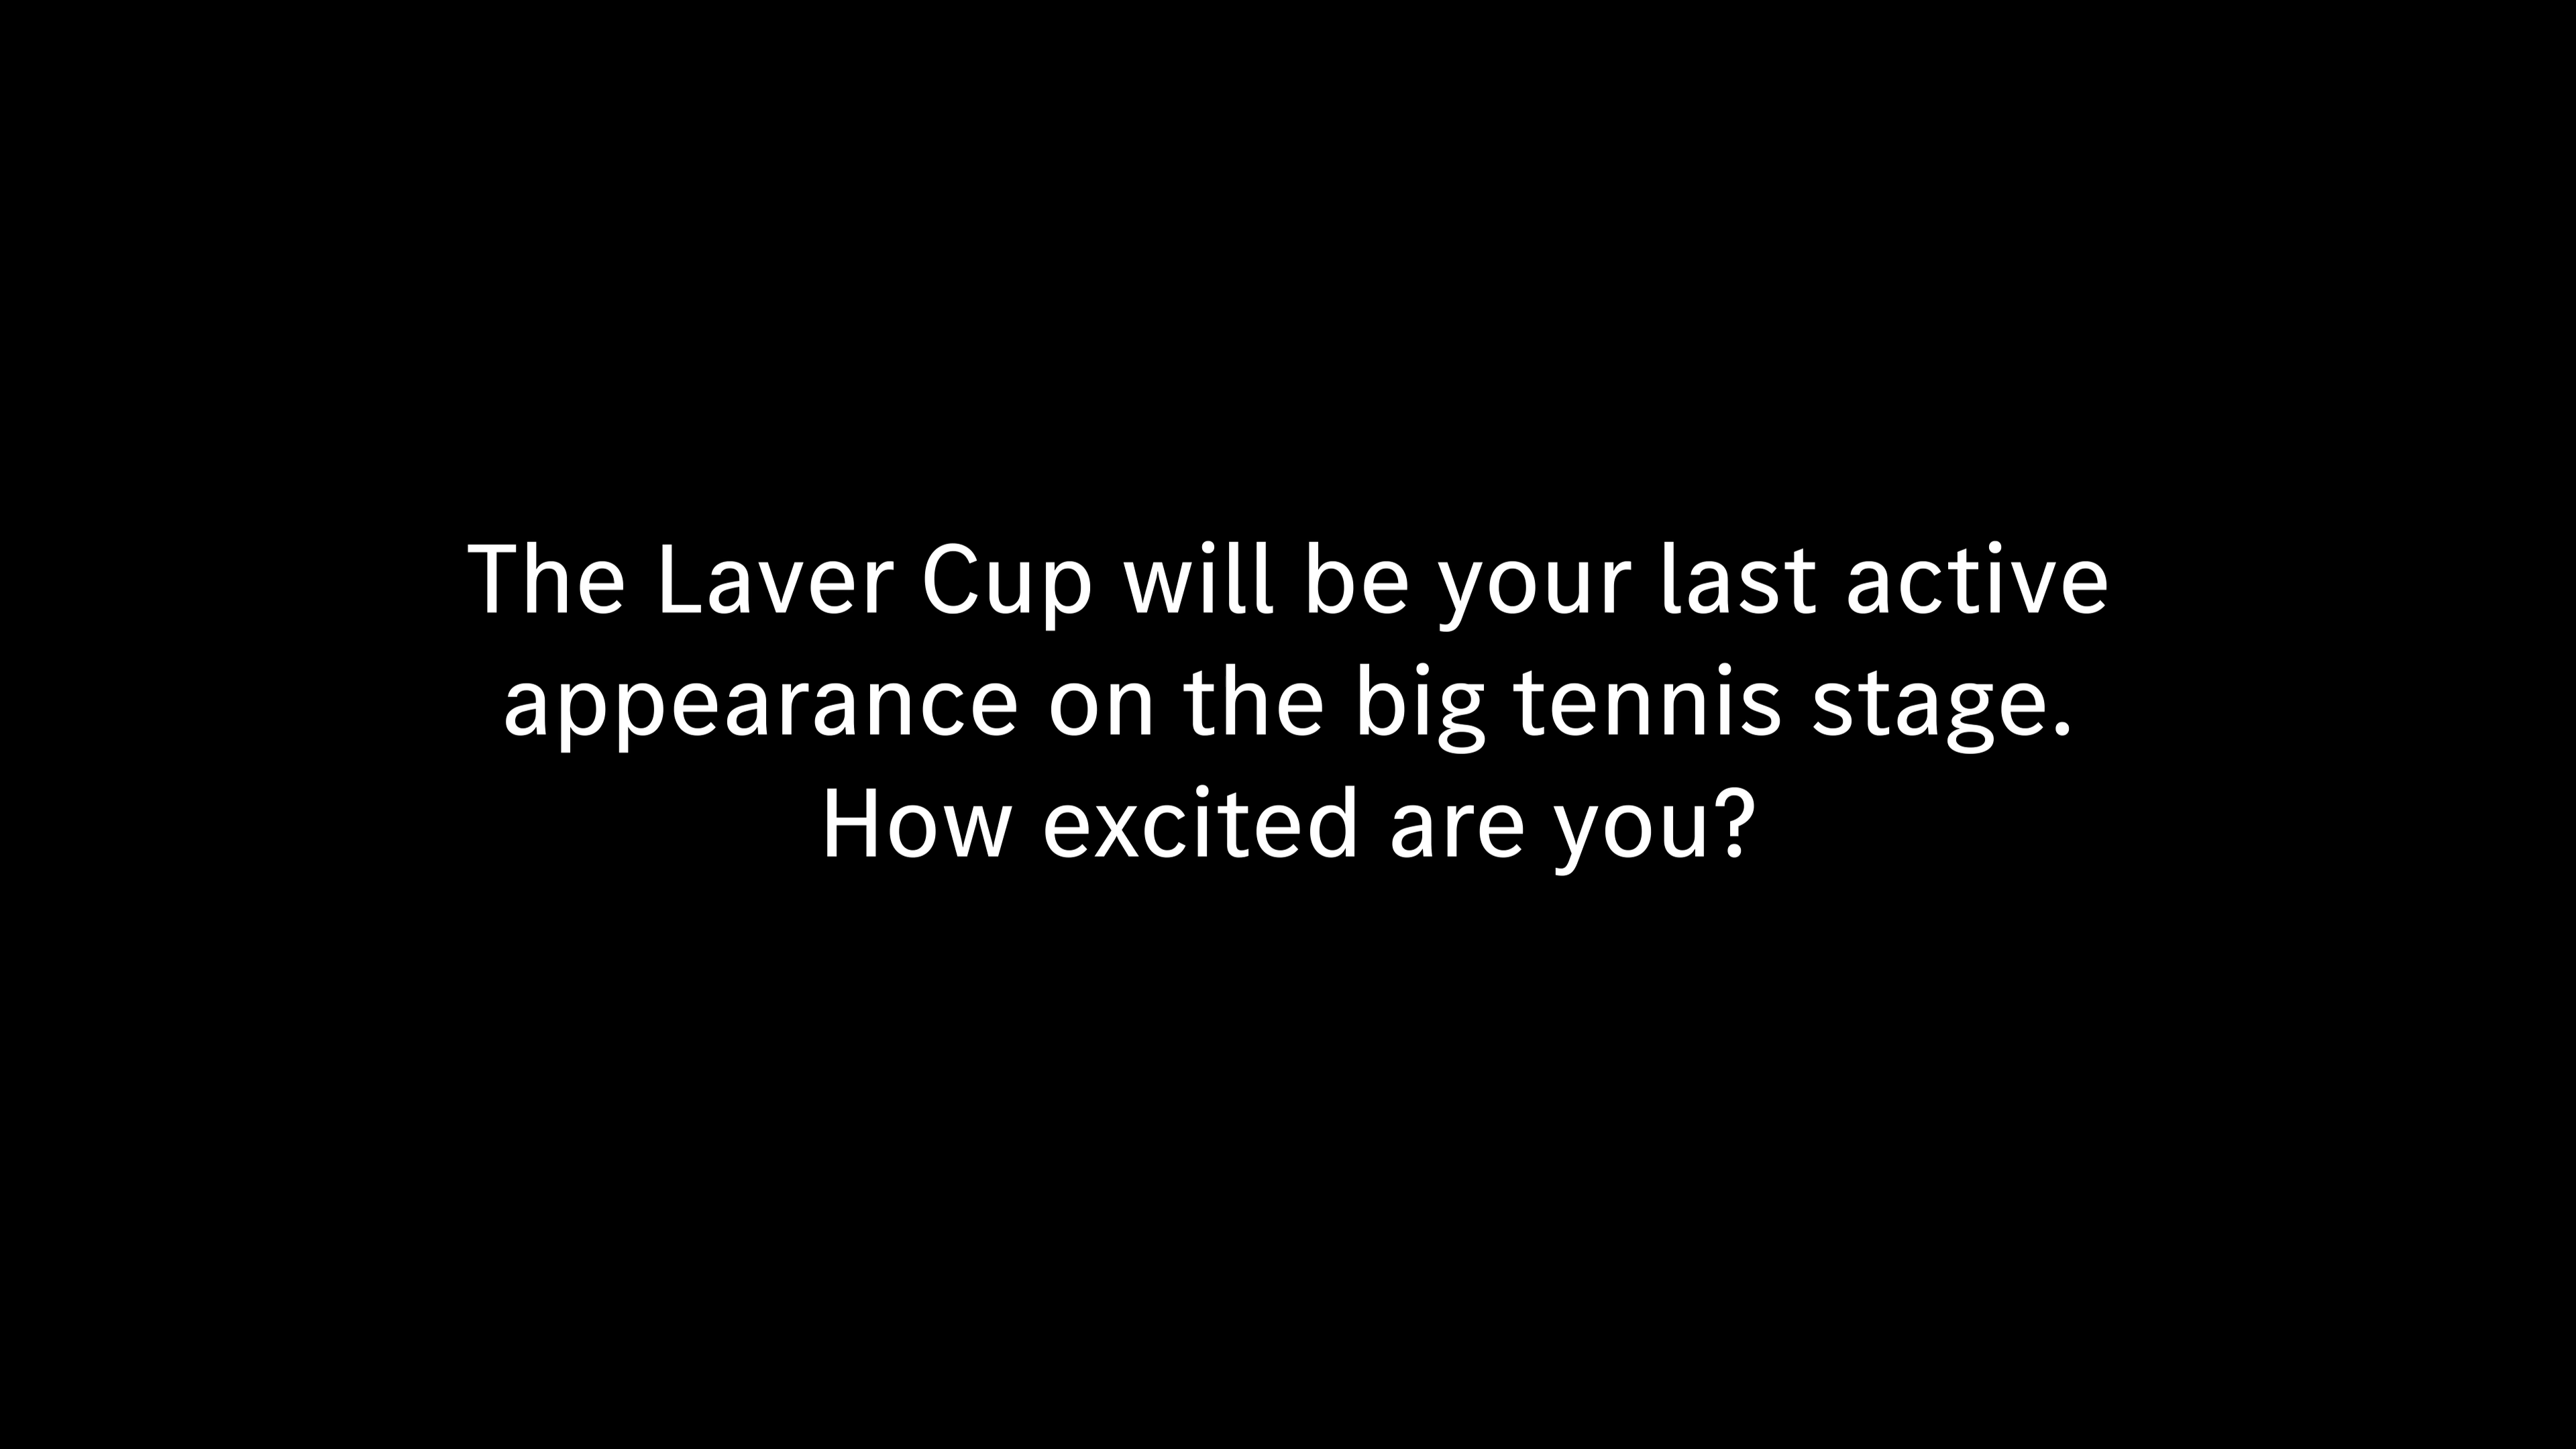 The Laver Cup will be your last active
appearance on the big tennis stage.
How excited are you?